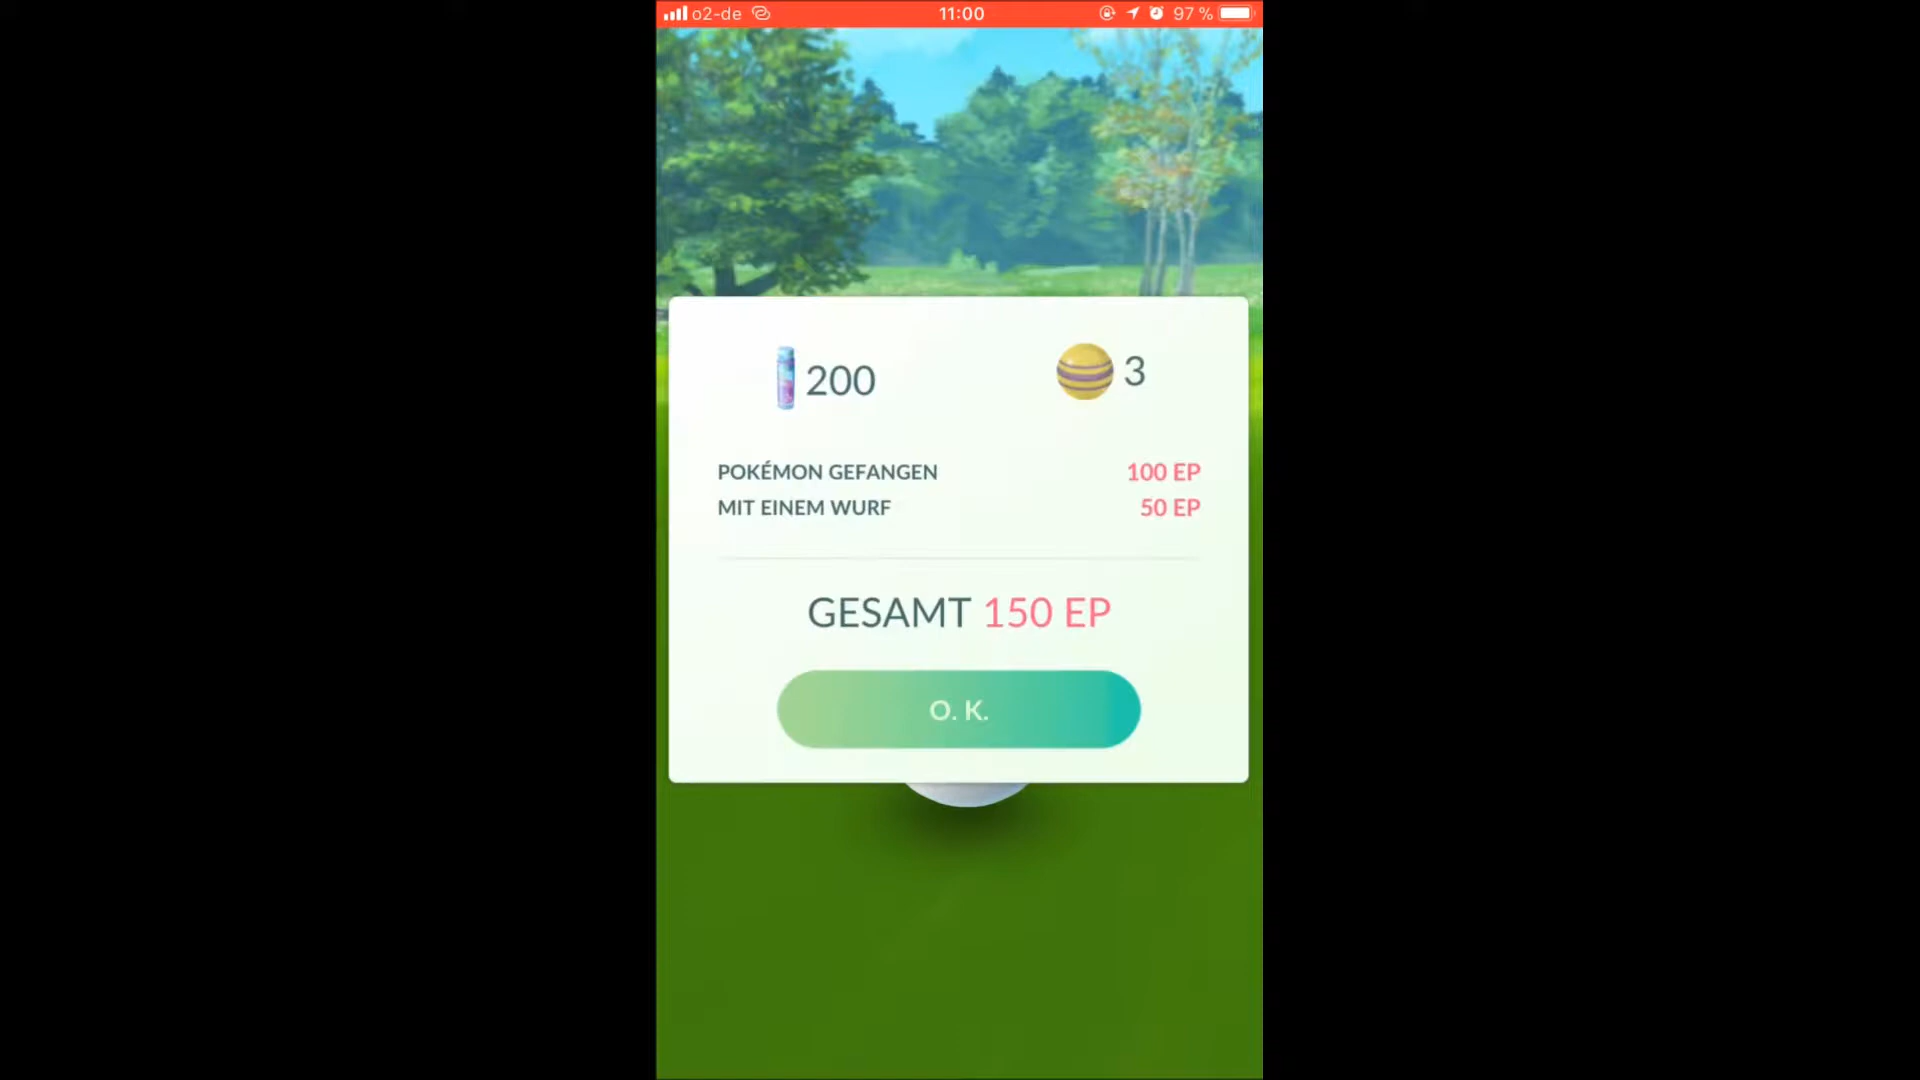 o2-de 11:00 97 %
200 3
POKÉMON GEFANGEN 100 EP
MIT EINEM WURF 50 EP
GESAMT 150 EP
O. K.